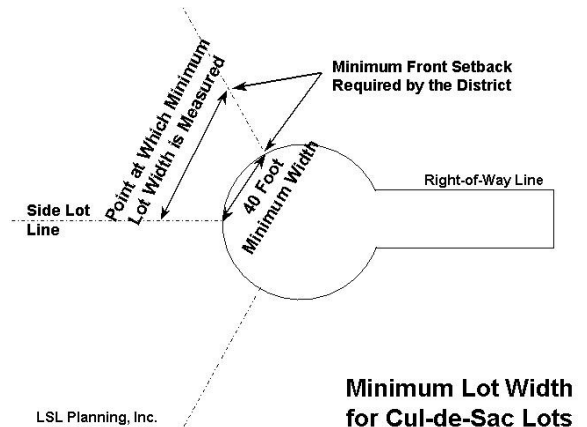 Point at Which Minimum
Lot Width is Measured
Minimum Front Setback
Required by the District
40 Foot
Minimum Width
Right-of-Way Line
Side Lot
Line
Minimum Lot Width
for Cul-de-Sac Lots
LSL Planning, Inc.